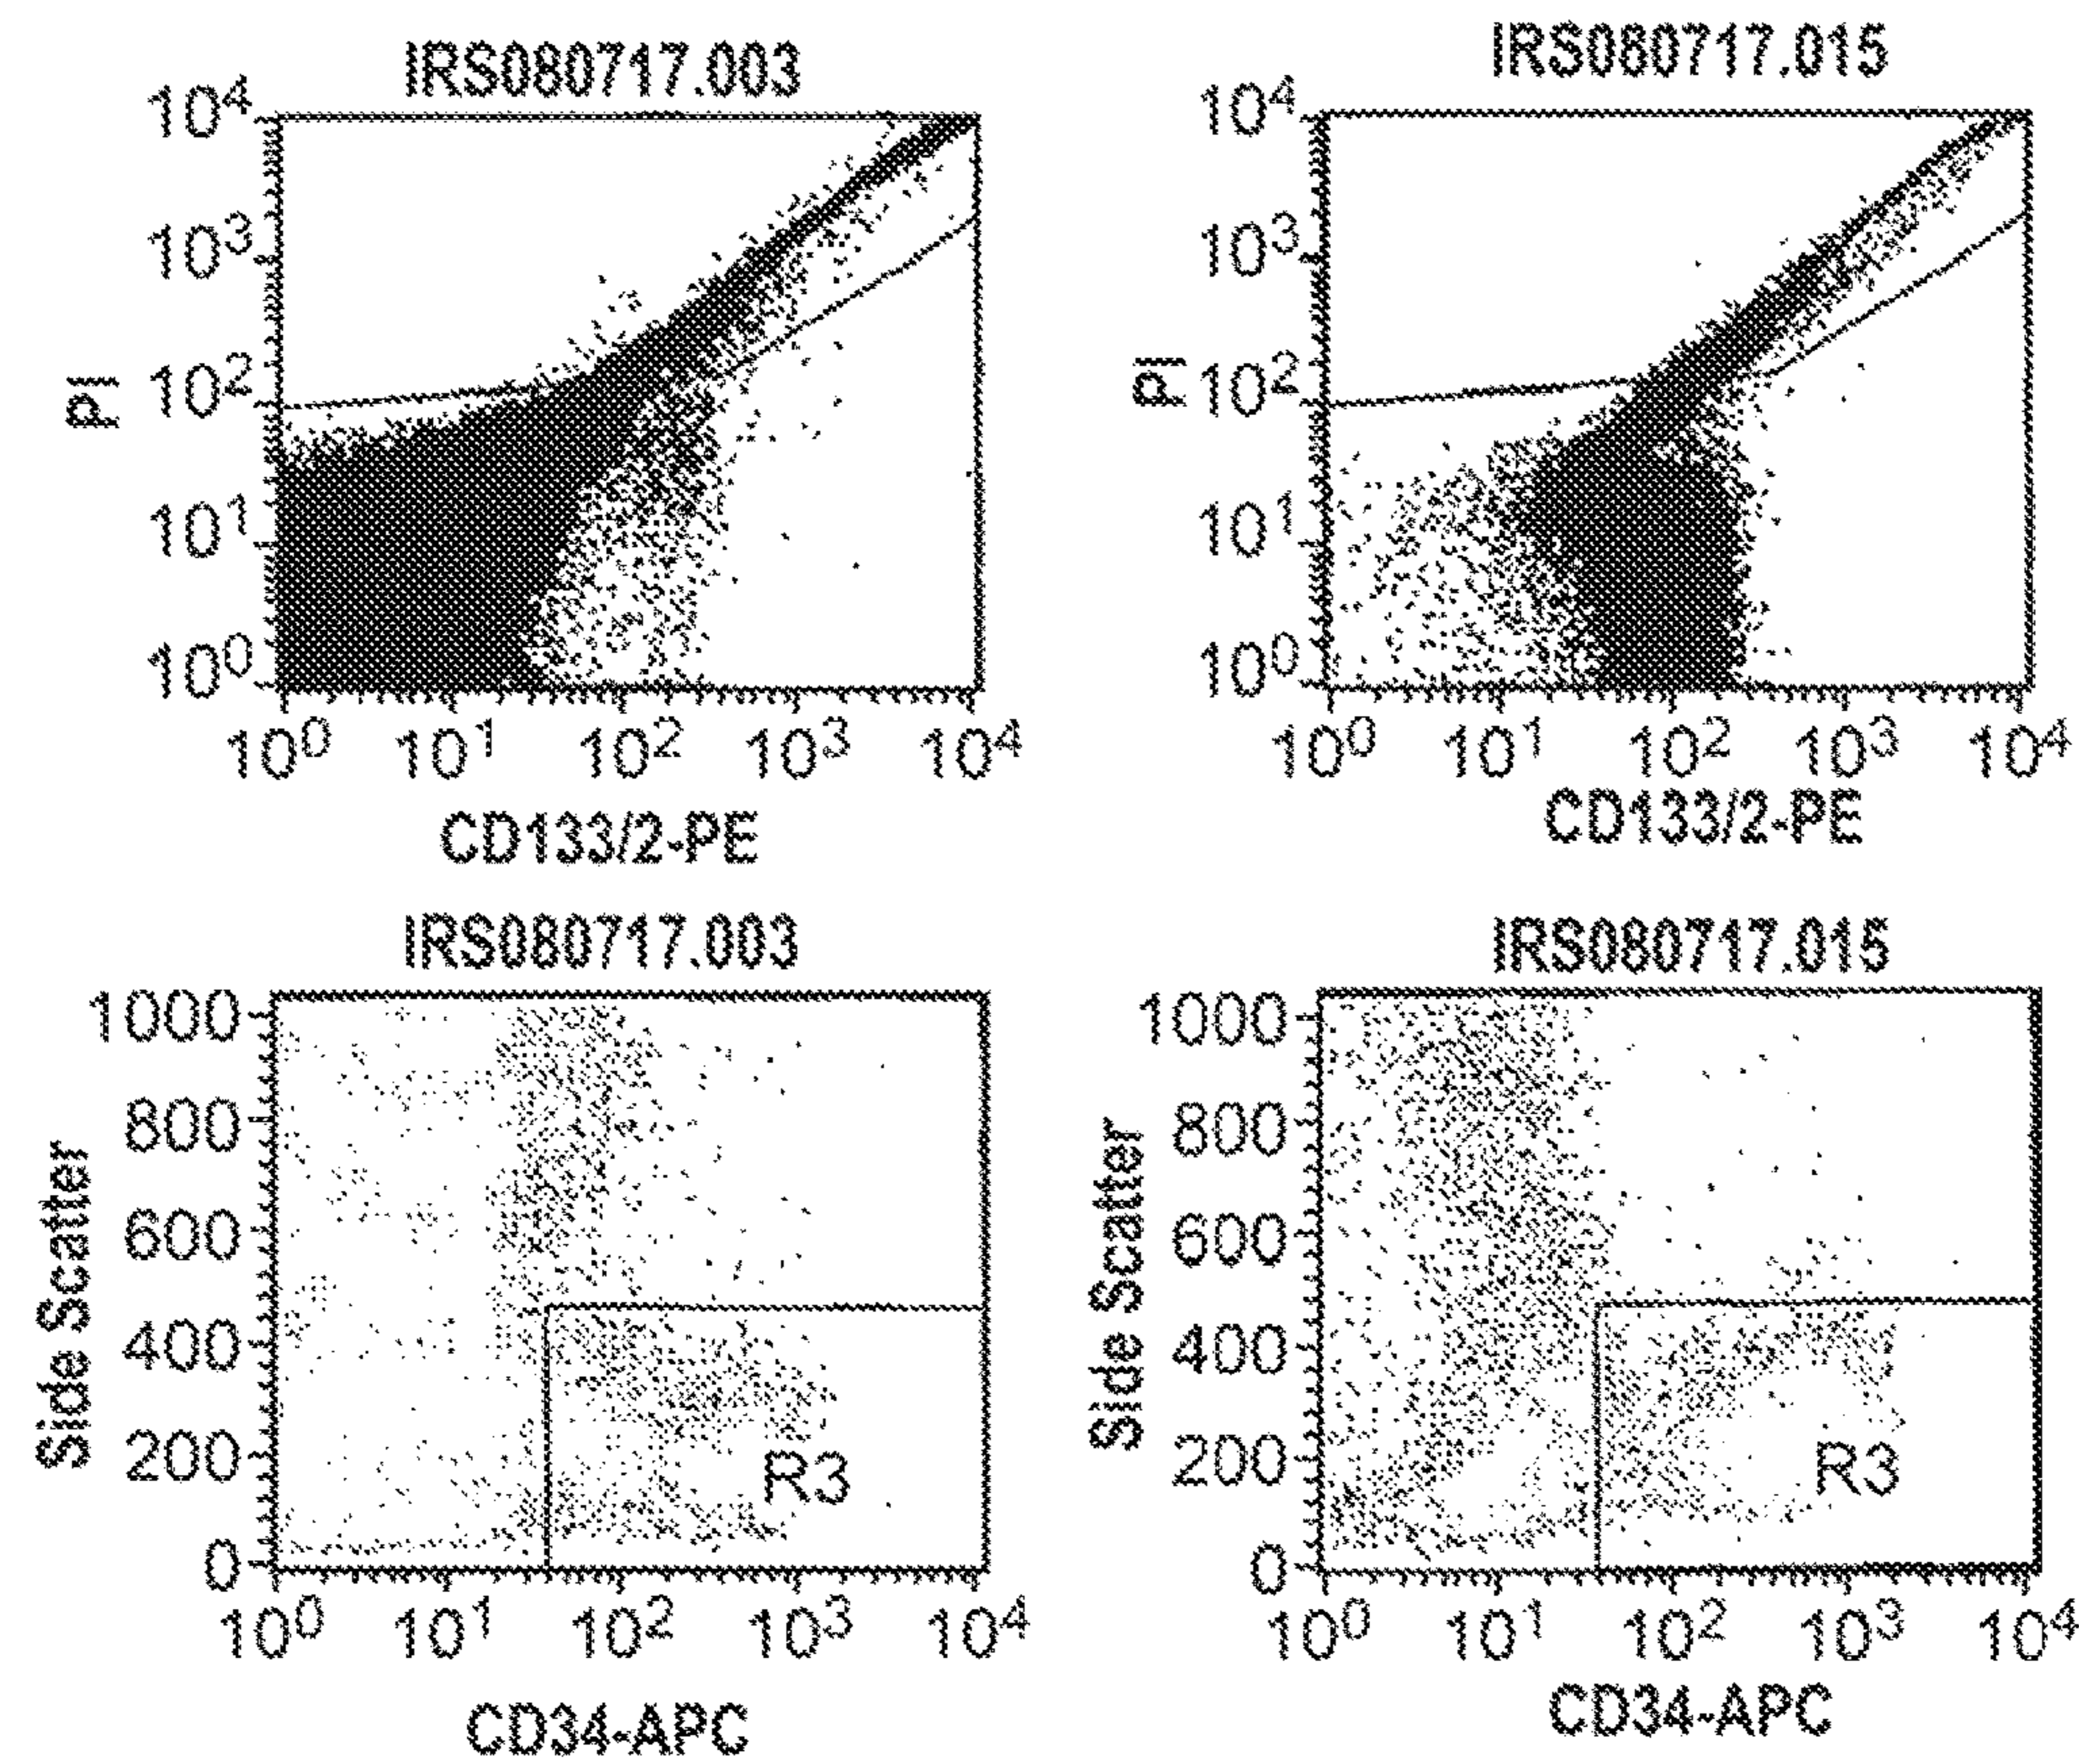 IRS080717.003
10⁴
10³
10²
10¹
10⁰
PI
10⁰ 10¹ 10² 10³ 10⁴
CD133/2-PE
IRS080717.015
10⁴
10³
10²
10¹
10⁰
PI
10⁰ 10¹ 10² 10³ 10⁴
CD133/2-PE
IRS080717.003
1000
800
600
400
200
0
Side Scatter
R3
10⁰ 10¹ 10² 10³ 10⁴
CD34-APC
IRS080717.015
1000
800
600
400
200
0
Side Scatter
R3
10⁰ 10¹ 10² 10³ 10⁴
CD34-APC